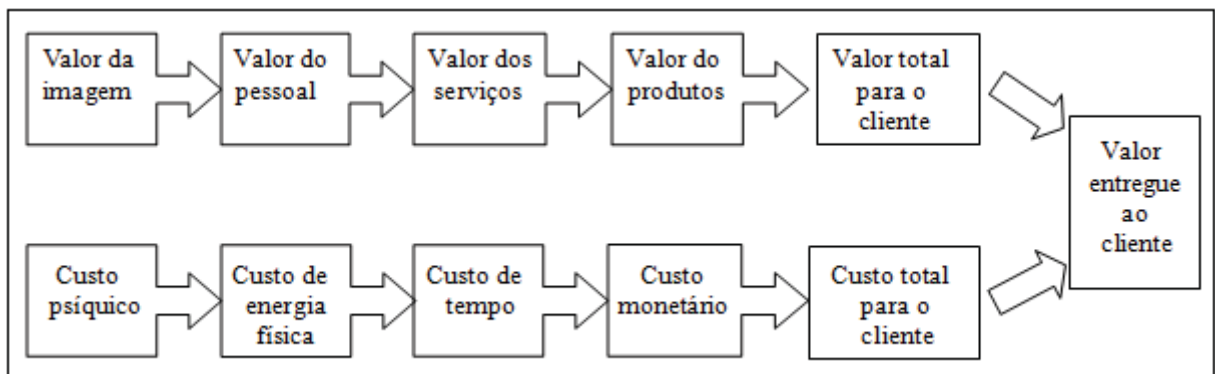 Valor da
imagem
Valor do
pessoal
Valor dos
serviços
Valor do
produtos
Valor total
para o
cliente
Valor
entregue
ao
cliente
Custo
psíquico
Custo de
energia
física
Custo de
tempo
Custo
monetário
Custo total
para o
cliente